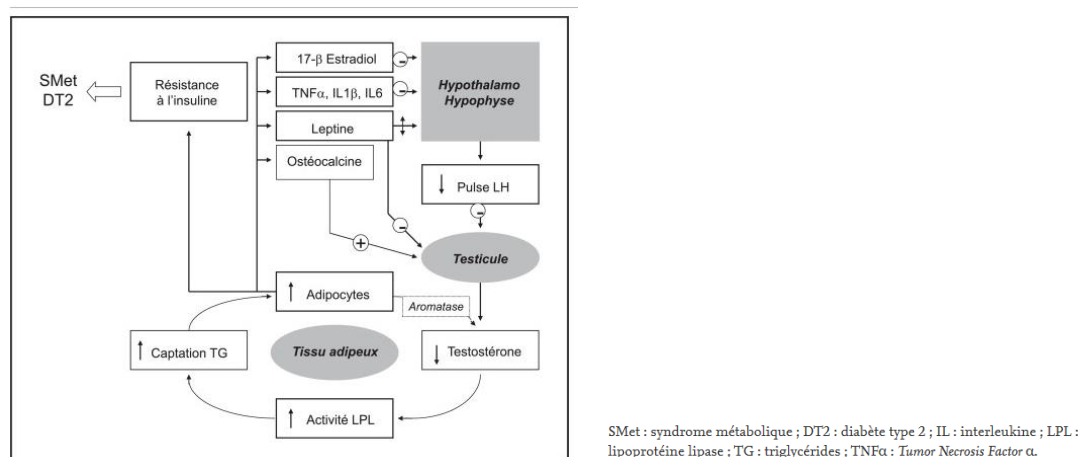 17-β Estradiol
-
SMet
DT2
Résistance
à l'insuline
TNFα, IL1β, IL6
-
Hypothalamo
Hypophyse
Leptine
Ostéocalcine
↓ Pulse LH
-
-
+
Testicule
↑ Adipocytes
Aromatase
↑ Captation TG
Tissu adipeux
↓ Testostérone
↑ Activité LPL
SMet : syndrome métabolique ; DT2 : diabète type 2 ; IL : interleukine ; LPL :
lipoprotéine lipase ; TG : triglycérides ; TNFα : Tumor Necrosis Factor α.